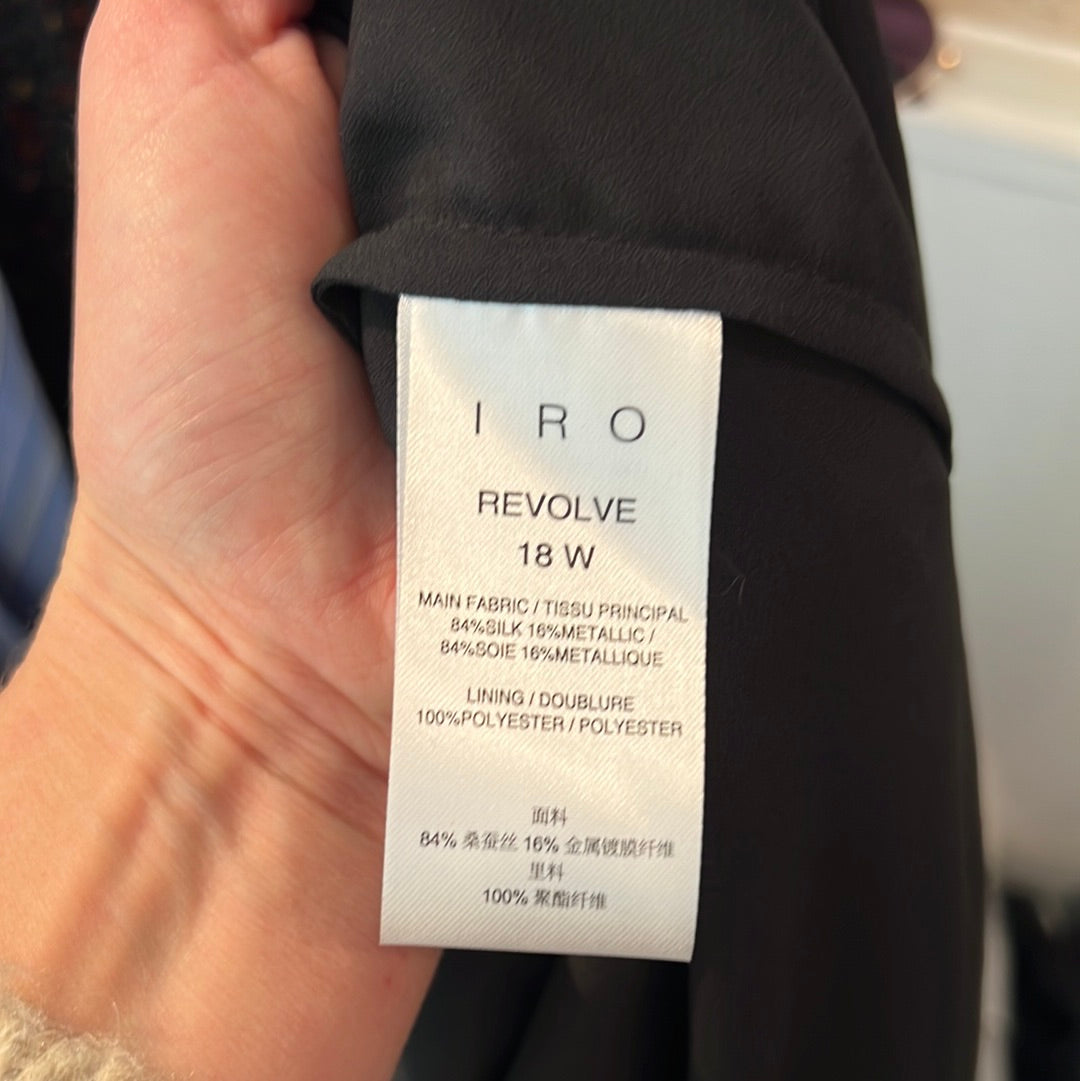 I R O
REVOLVE
18 W
MAIN FABRIC / TISSU PRINCIPAL
84%SILK 16%METALLIC /
84%SOIE 16%METALLIQUE
LINING / DOUBLURE
100%POLYESTER / POLYESTER
面料
84% 桑蚕丝 16% 金属镀膜纤维
里料
100% 聚酯纤维